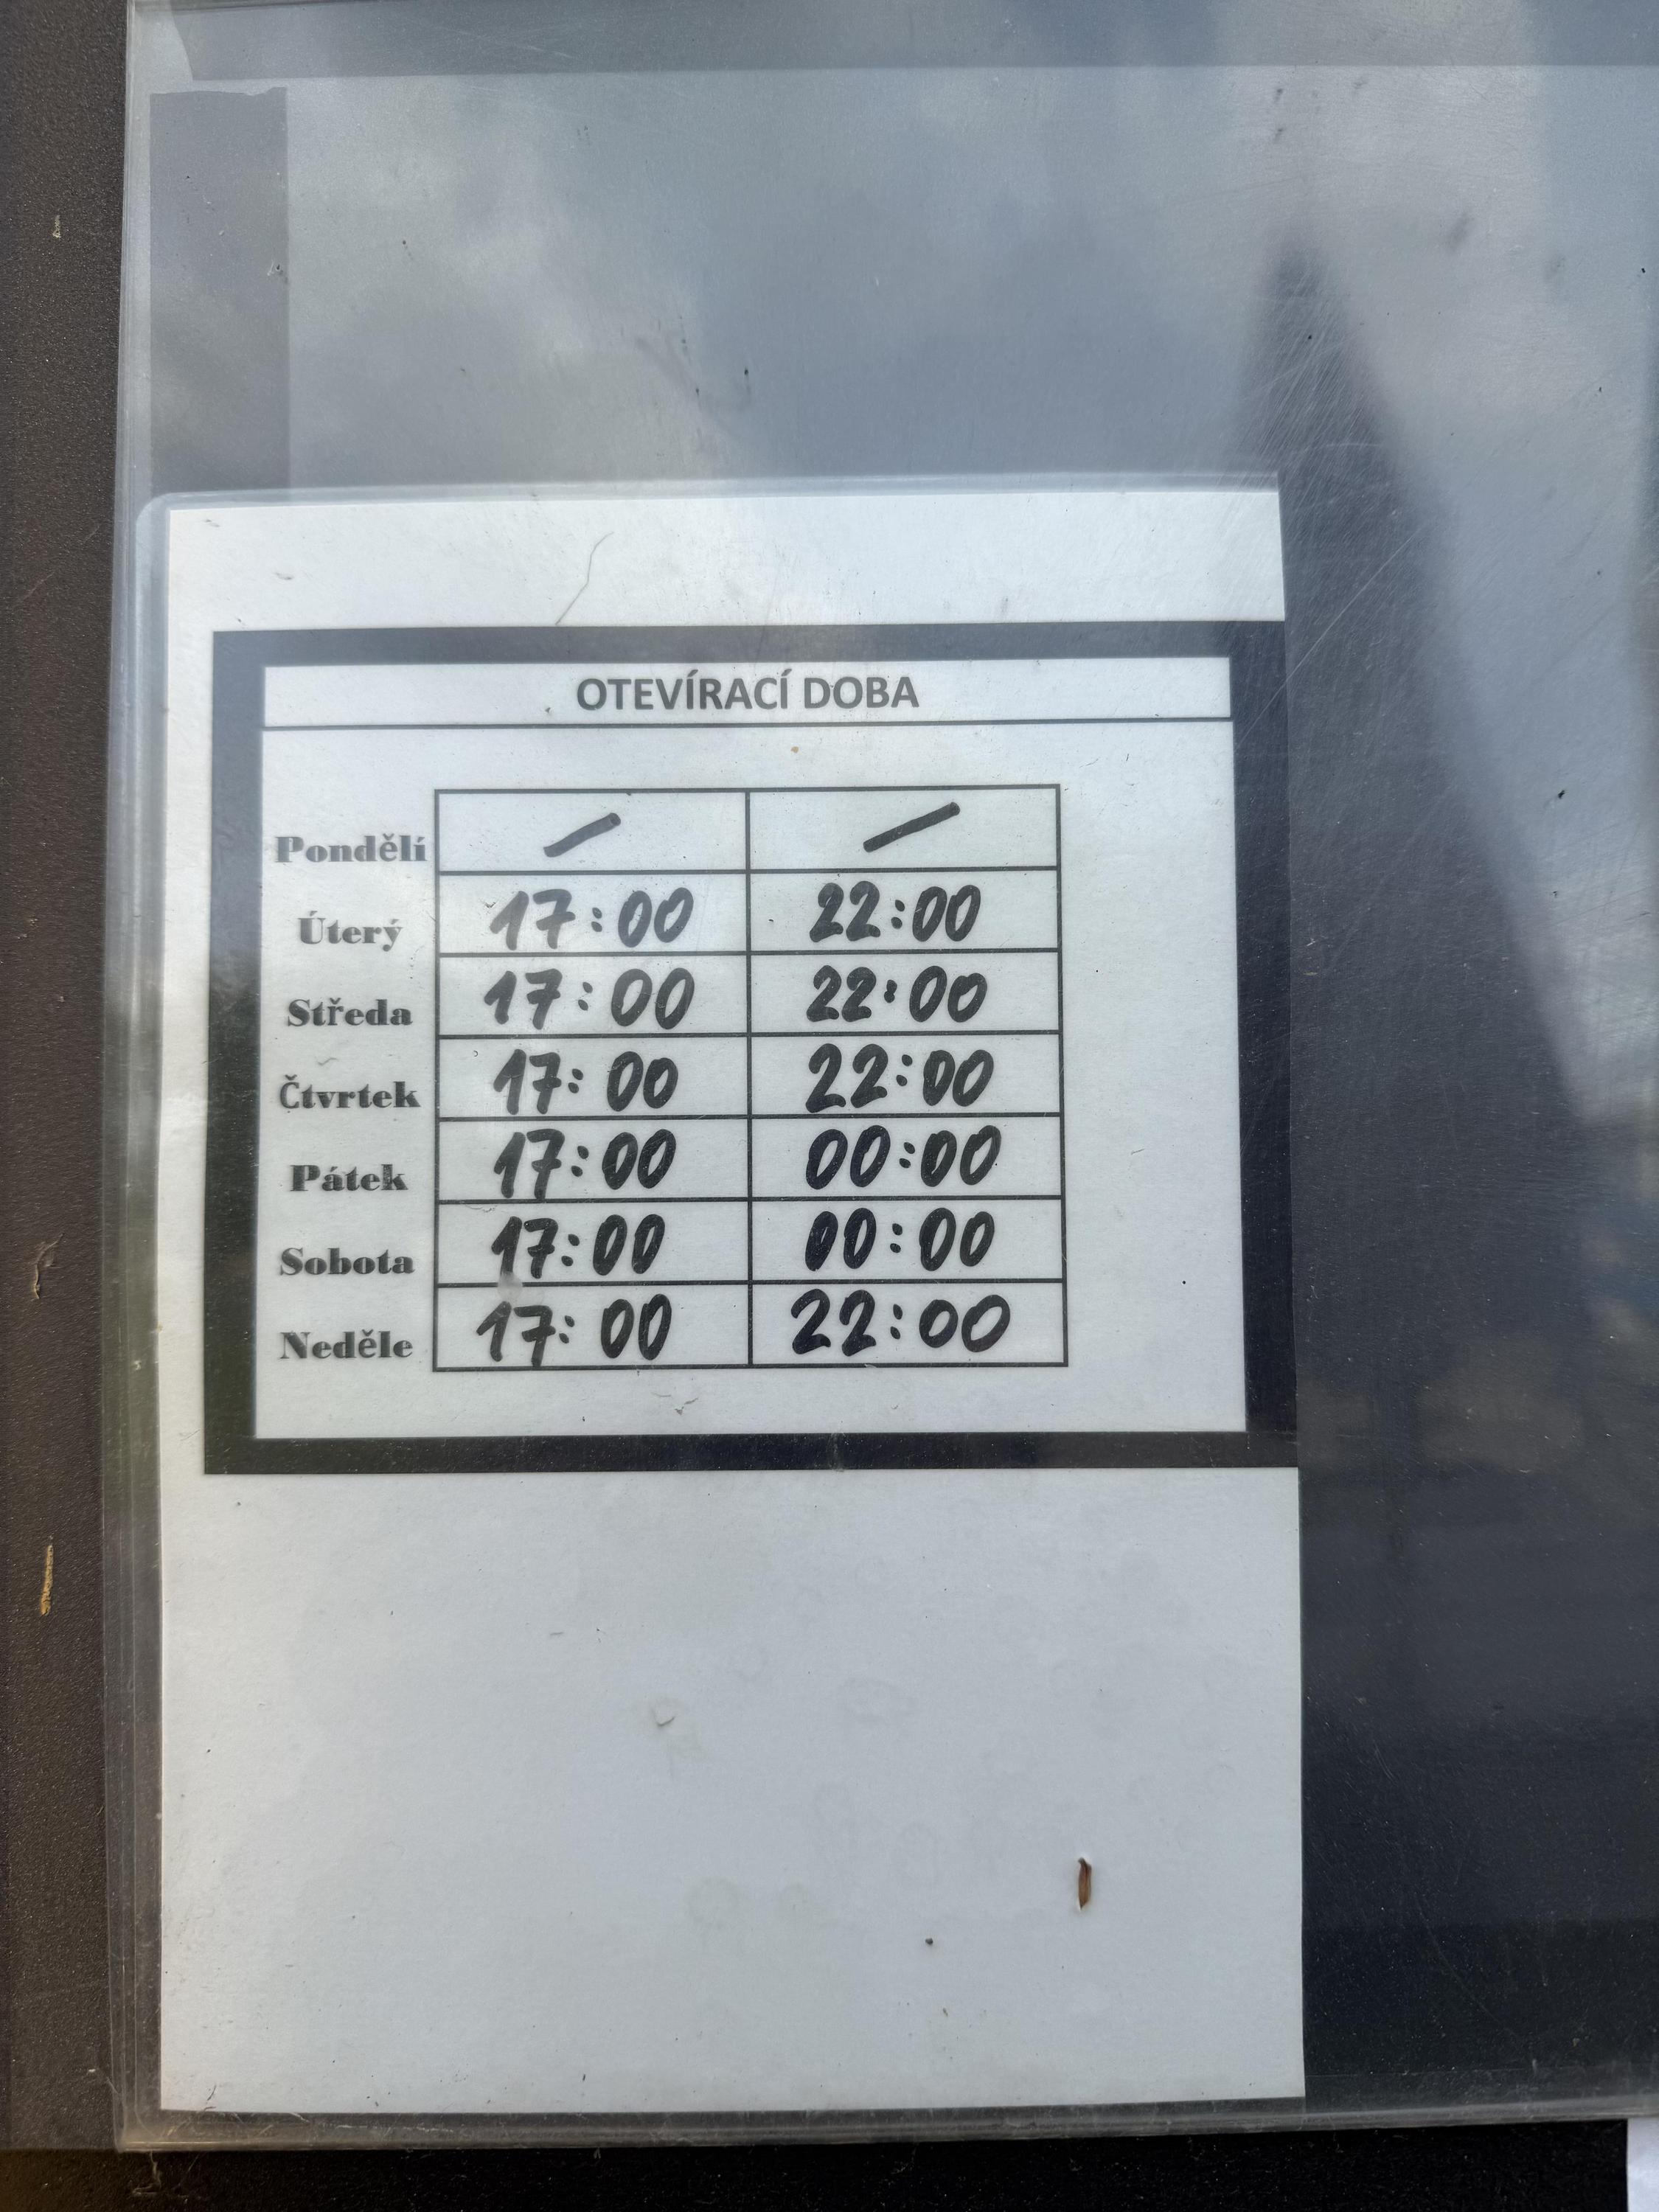 OTEVÍRACÍ DOBA
Pondělí - -
Úterý 17:00 22:00
Středa 17:00 22:00
Čtvrtek 17:00 22:00
Pátek 17:00 00:00
Sobota 17:00 00:00
Neděle 17:00 22:00